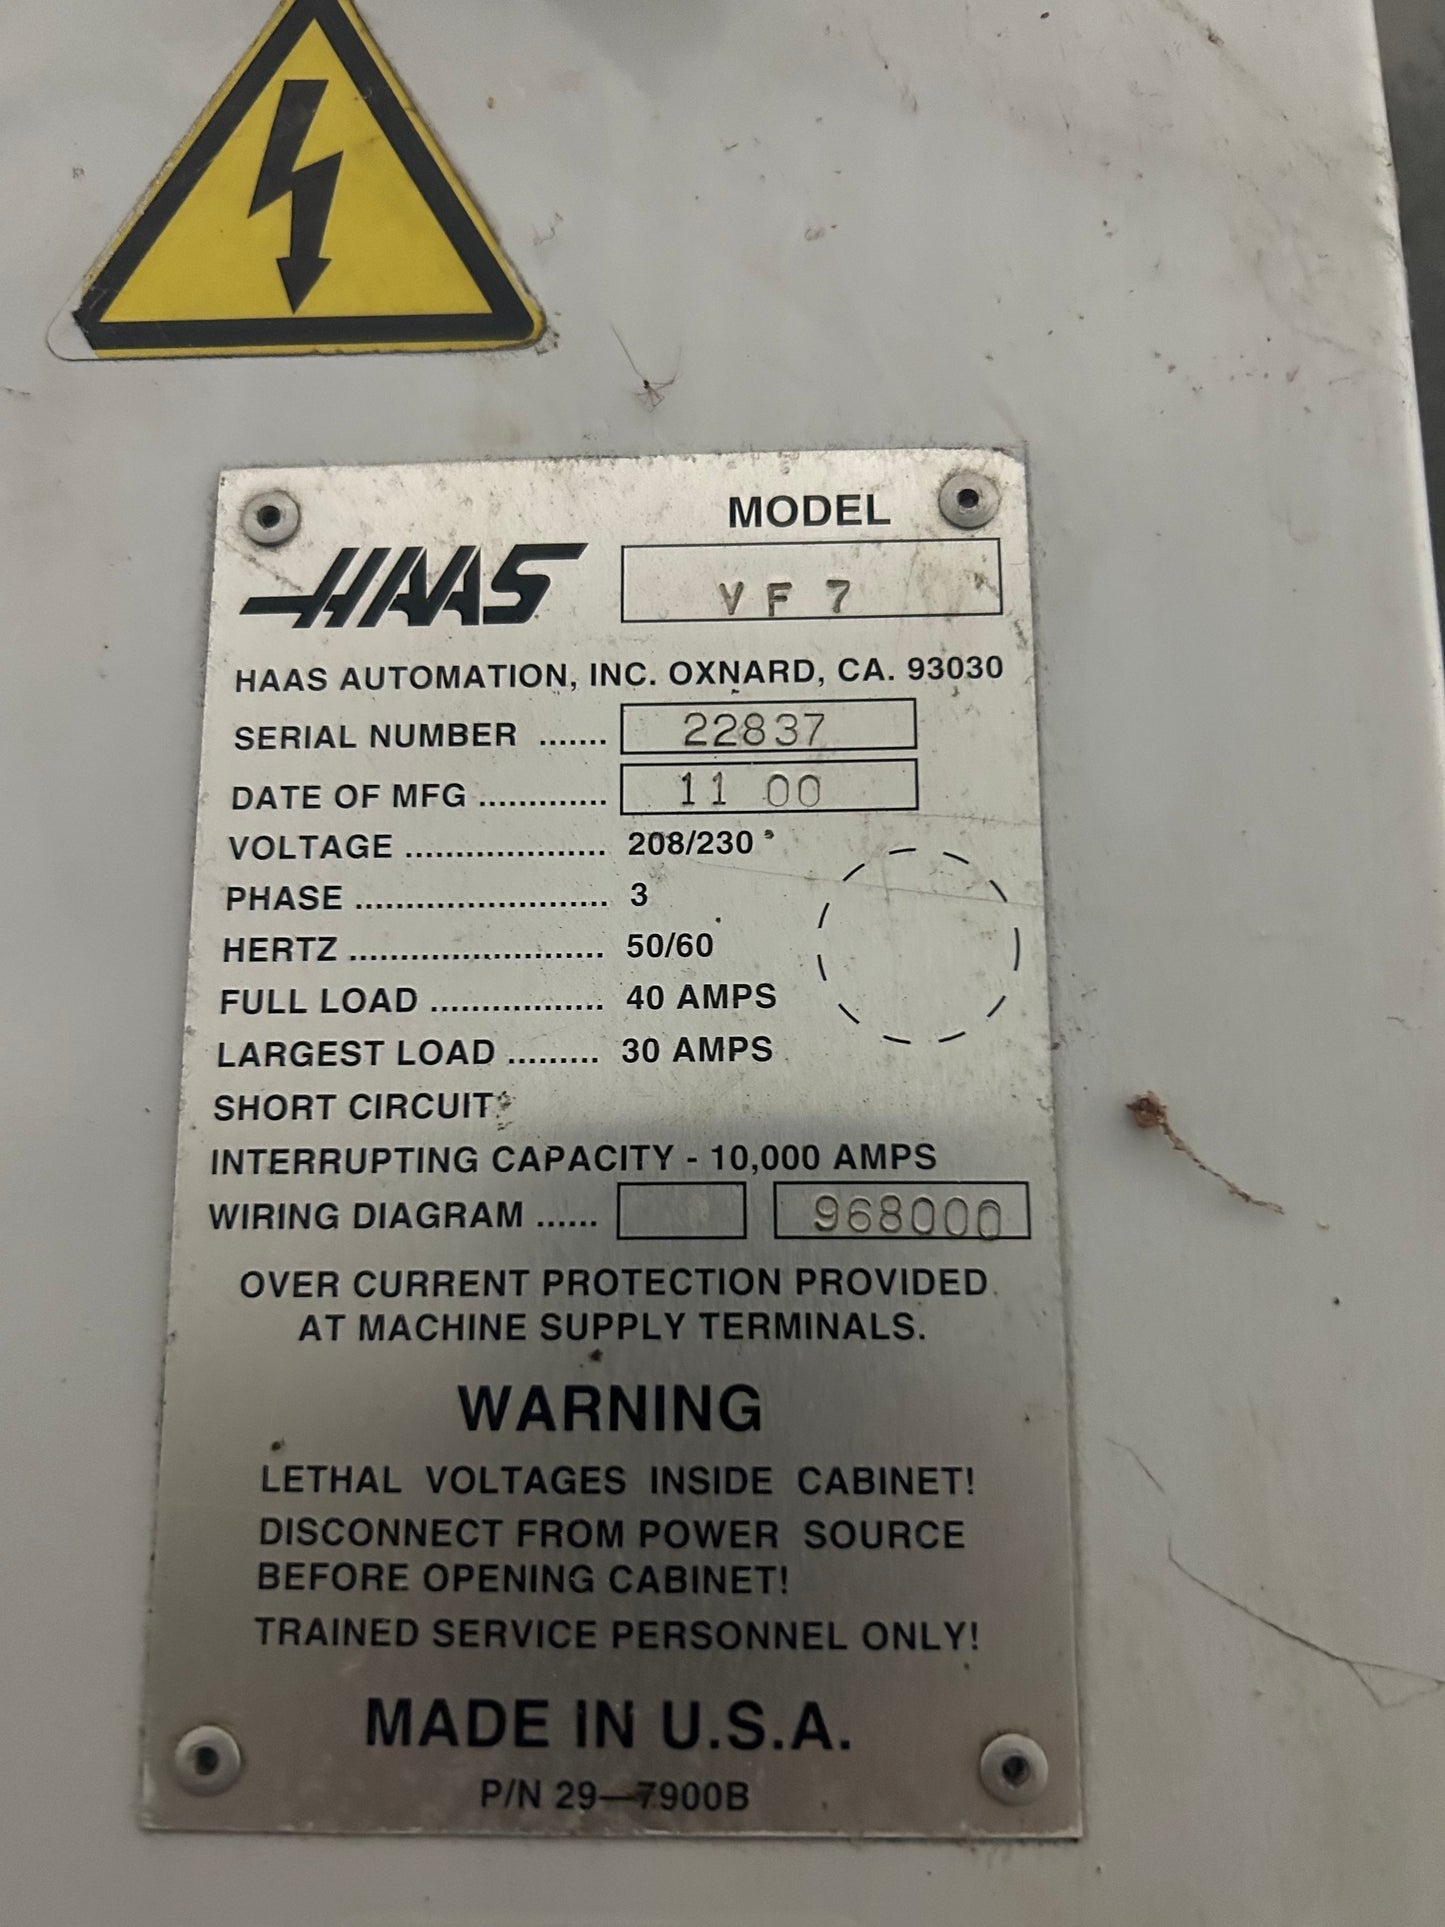 MODEL
HAAS
VF 7
HAAS AUTOMATION, INC. OXNARD, CA. 93030
SERIAL NUMBER ....... 22837
DATE OF MFG ............. 11 00
VOLTAGE .................... 208/230
PHASE ......................... 3
HERTZ ......................... 50/60
FULL LOAD ................. 40 AMPS
LARGEST LOAD ......... 30 AMPS
SHORT CIRCUIT
INTERRUPTING CAPACITY - 10,000 AMPS
WIRING DIAGRAM ...... 968000
OVER CURRENT PROTECTION PROVIDED
AT MACHINE SUPPLY TERMINALS.
WARNING
LETHAL VOLTAGES INSIDE CABINET!
DISCONNECT FROM POWER SOURCE
BEFORE OPENING CABINET!
TRAINED SERVICE PERSONNEL ONLY!
MADE IN U.S.A.
P/N 29—7900B